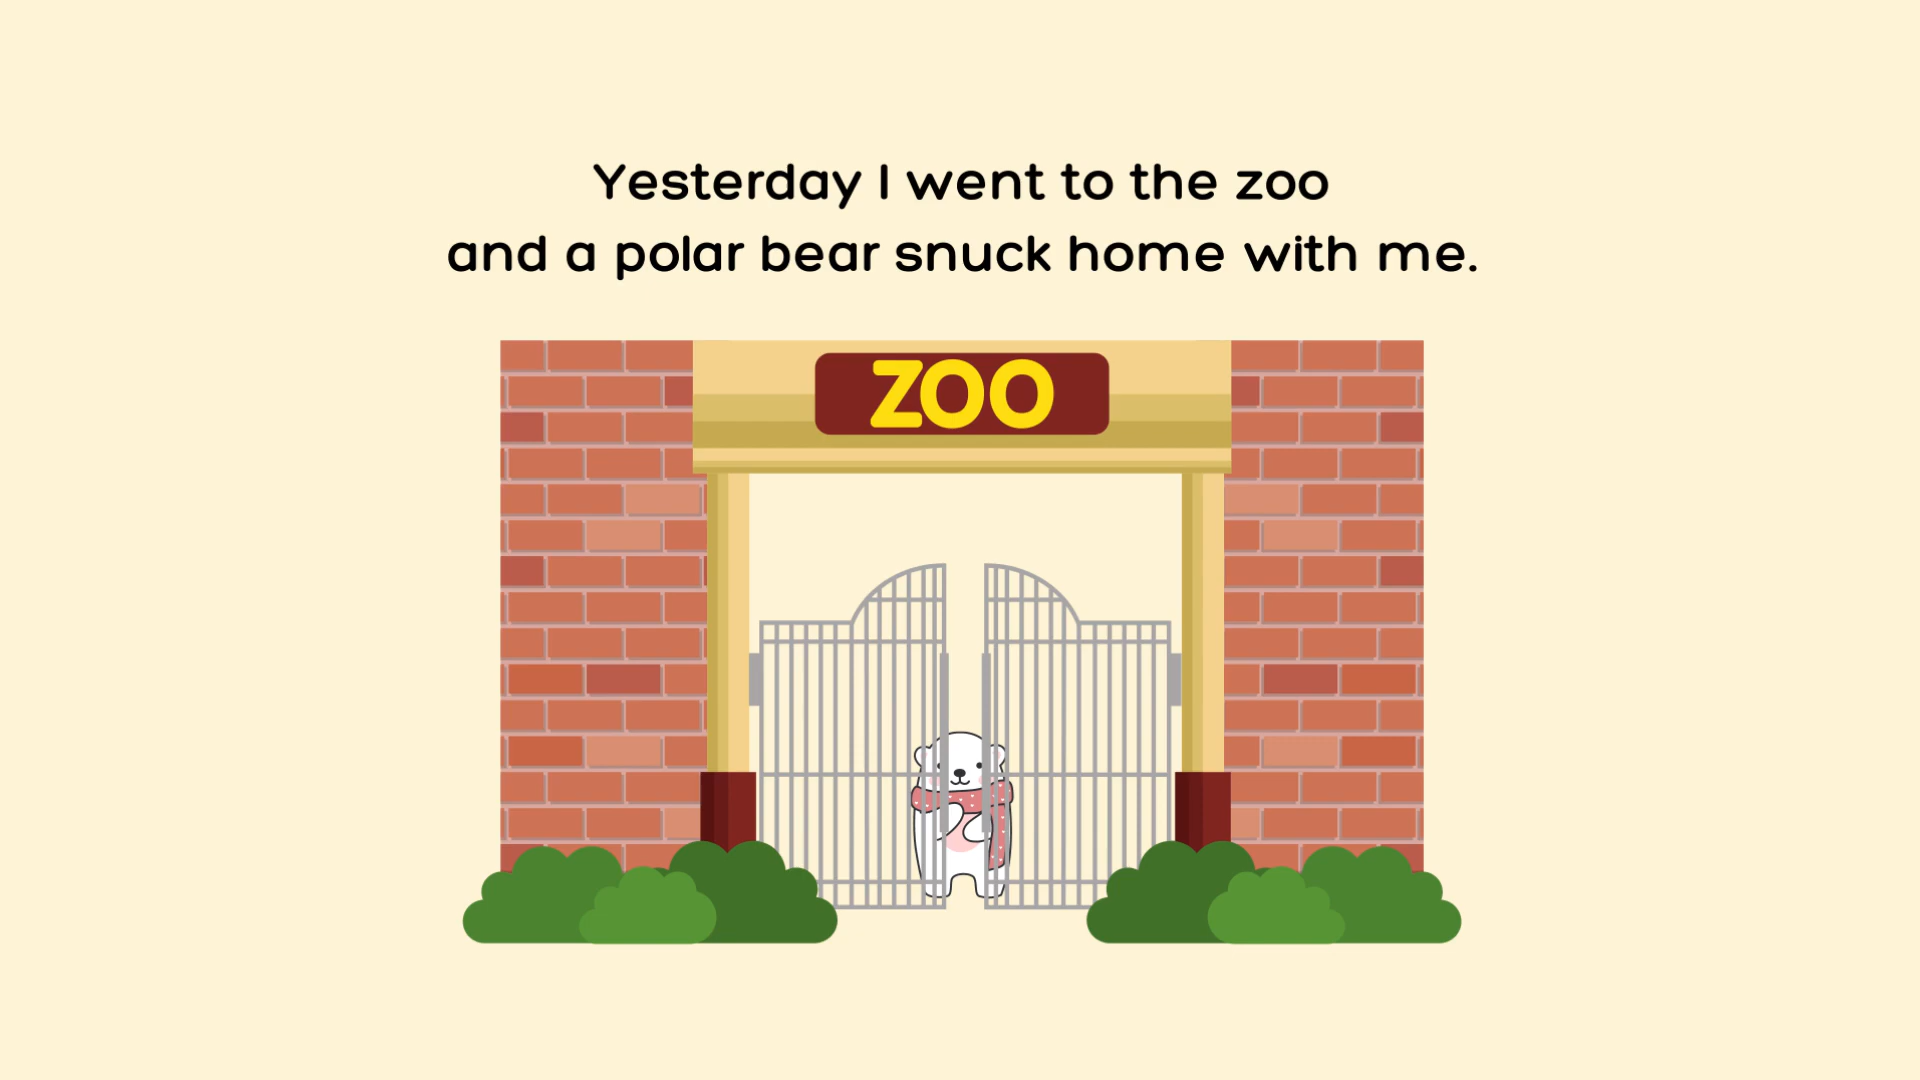 Yesterday I went to the zoo
and a polar bear snuck home with me.
ZOO